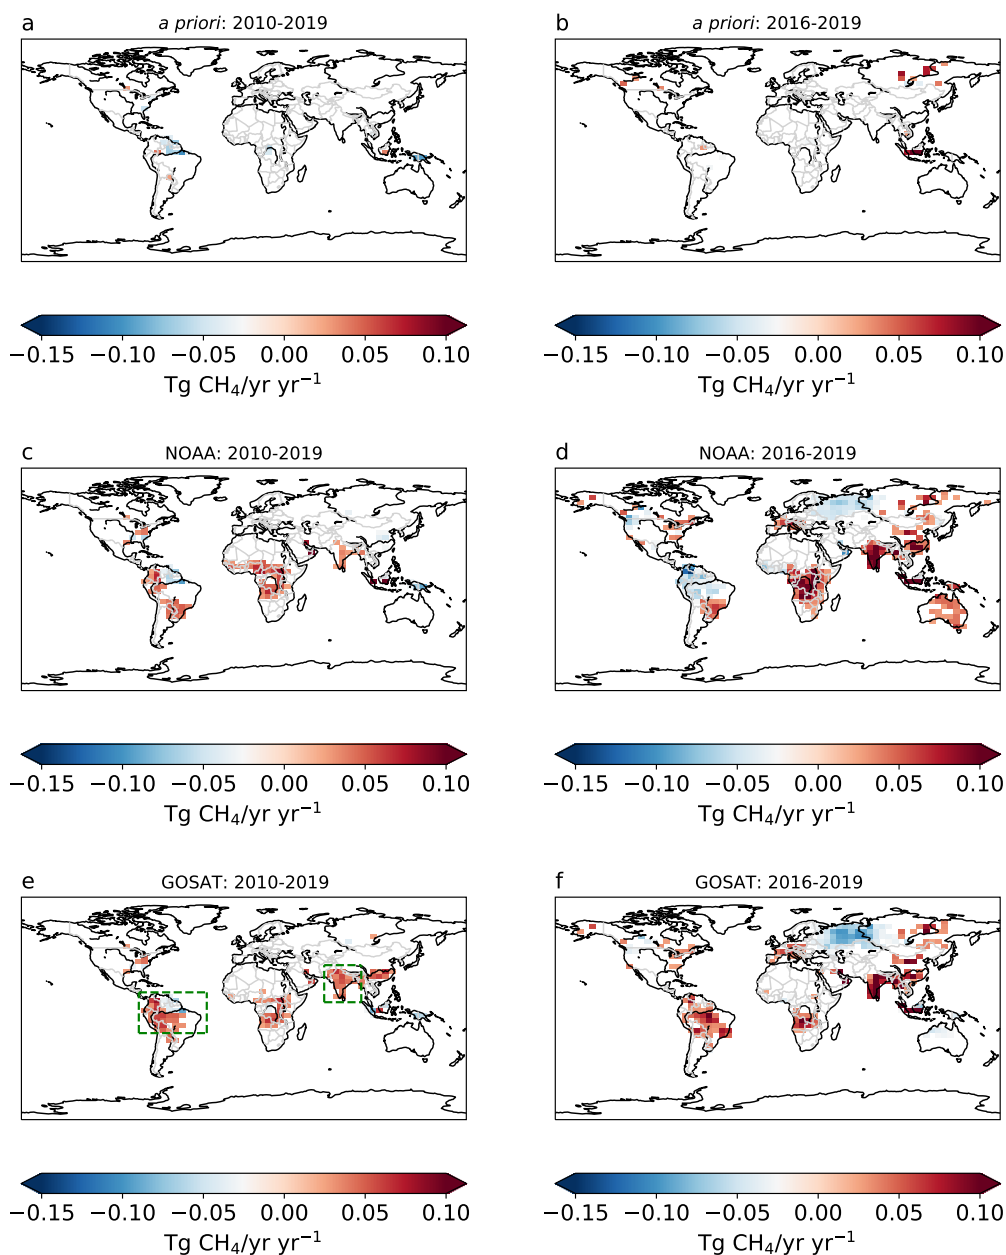 a
a priori: 2010-2019
b
a priori: 2016-2019
−0.15 −0.10 −0.05 0.00 0.05 0.10
Tg CH₄/yr yr⁻¹
−0.15 −0.10 −0.05 0.00 0.05 0.10
Tg CH₄/yr yr⁻¹
c
NOAA: 2010-2019
d
NOAA: 2016-2019
−0.15 −0.10 −0.05 0.00 0.05 0.10
Tg CH₄/yr yr⁻¹
−0.15 −0.10 −0.05 0.00 0.05 0.10
Tg CH₄/yr yr⁻¹
e
GOSAT: 2010-2019
f
GOSAT: 2016-2019
−0.15 −0.10 −0.05 0.00 0.05 0.10
Tg CH₄/yr yr⁻¹
−0.15 −0.10 −0.05 0.00 0.05 0.10
Tg CH₄/yr yr⁻¹